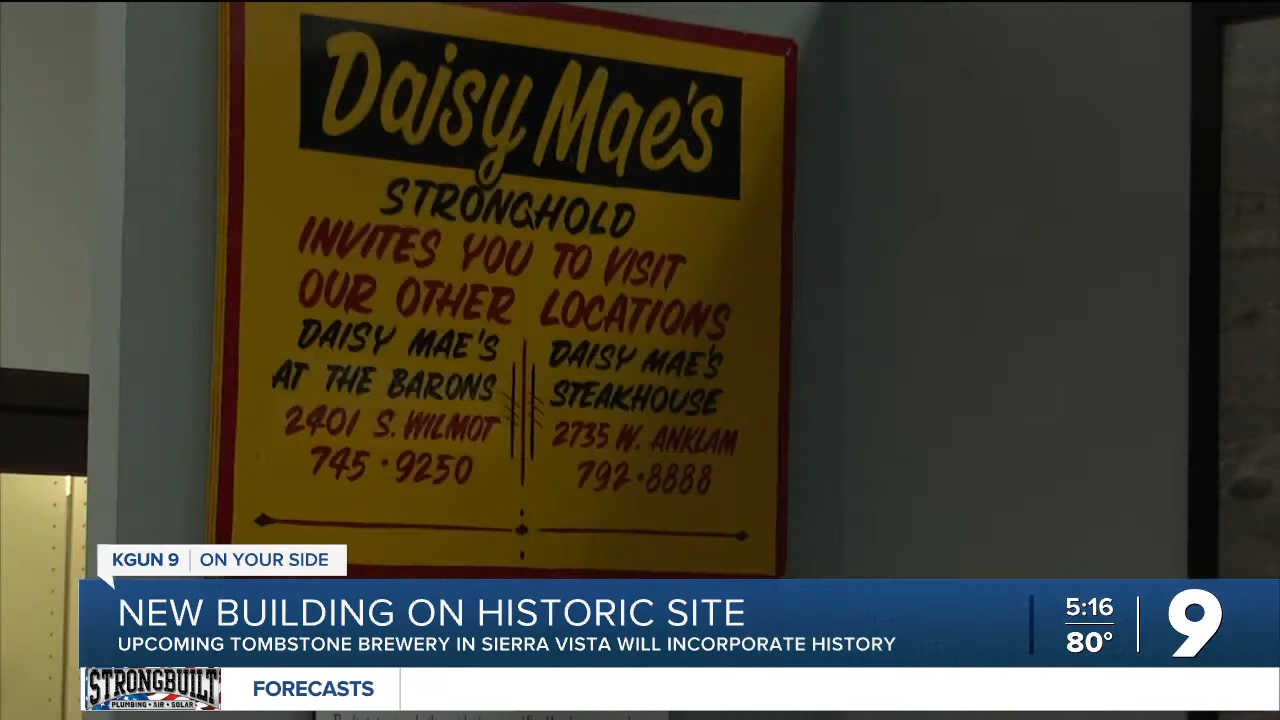 Daisy Mae's
STRONGHOLD
INVITES YOU TO VISIT
OUR OTHER LOCATIONS
DAISY MAE'S
AT THE BARONS
2401 S. WILMOT
745·9250
DAISY MAE'S
STEAKHOUSE
2735 W. ANKLAM
792·8888
KGUN 9 | ON YOUR SIDE
NEW BUILDING ON HISTORIC SITE
UPCOMING TOMBSTONE BREWERY IN SIERRA VISTA WILL INCORPORATE HISTORY
5:16
80°
9
STRONGBUILT
PLUMBING • AIR • SOLAR
FORECASTS